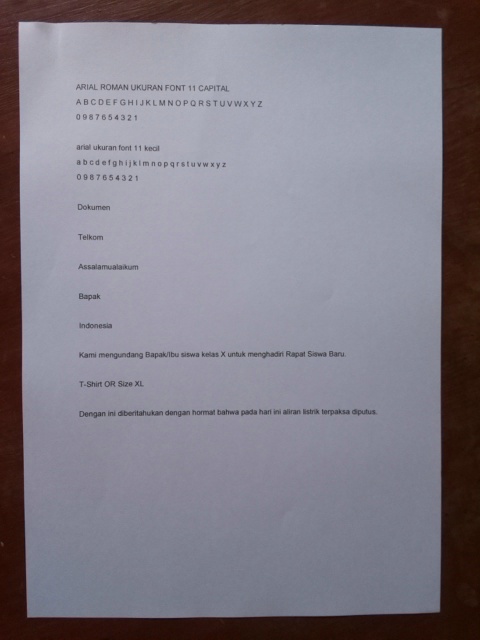 ARIAL ROMAN UKURAN FONT 11 CAPITAL
A B C D E F G H I J K L M N O P Q R S T U V W X Y Z
0 9 8 7 6 5 4 3 2 1
arial ukuran font 11 kecil
a b c d e f g h i j k l m n o p q r s t u v w x y z
0 9 8 7 6 5 4 3 2 1
Dokumen
Telkom
Assalamualaikum
Bapak
Indonesia
Kami mengundang Bapak/Ibu siswa kelas X untuk menghadiri Rapat Siswa Baru.
T-Shirt OR Size XL
Dengan ini diberitahukan dengan hormat bahwa pada hari ini aliran listrik terpaksa diputus.